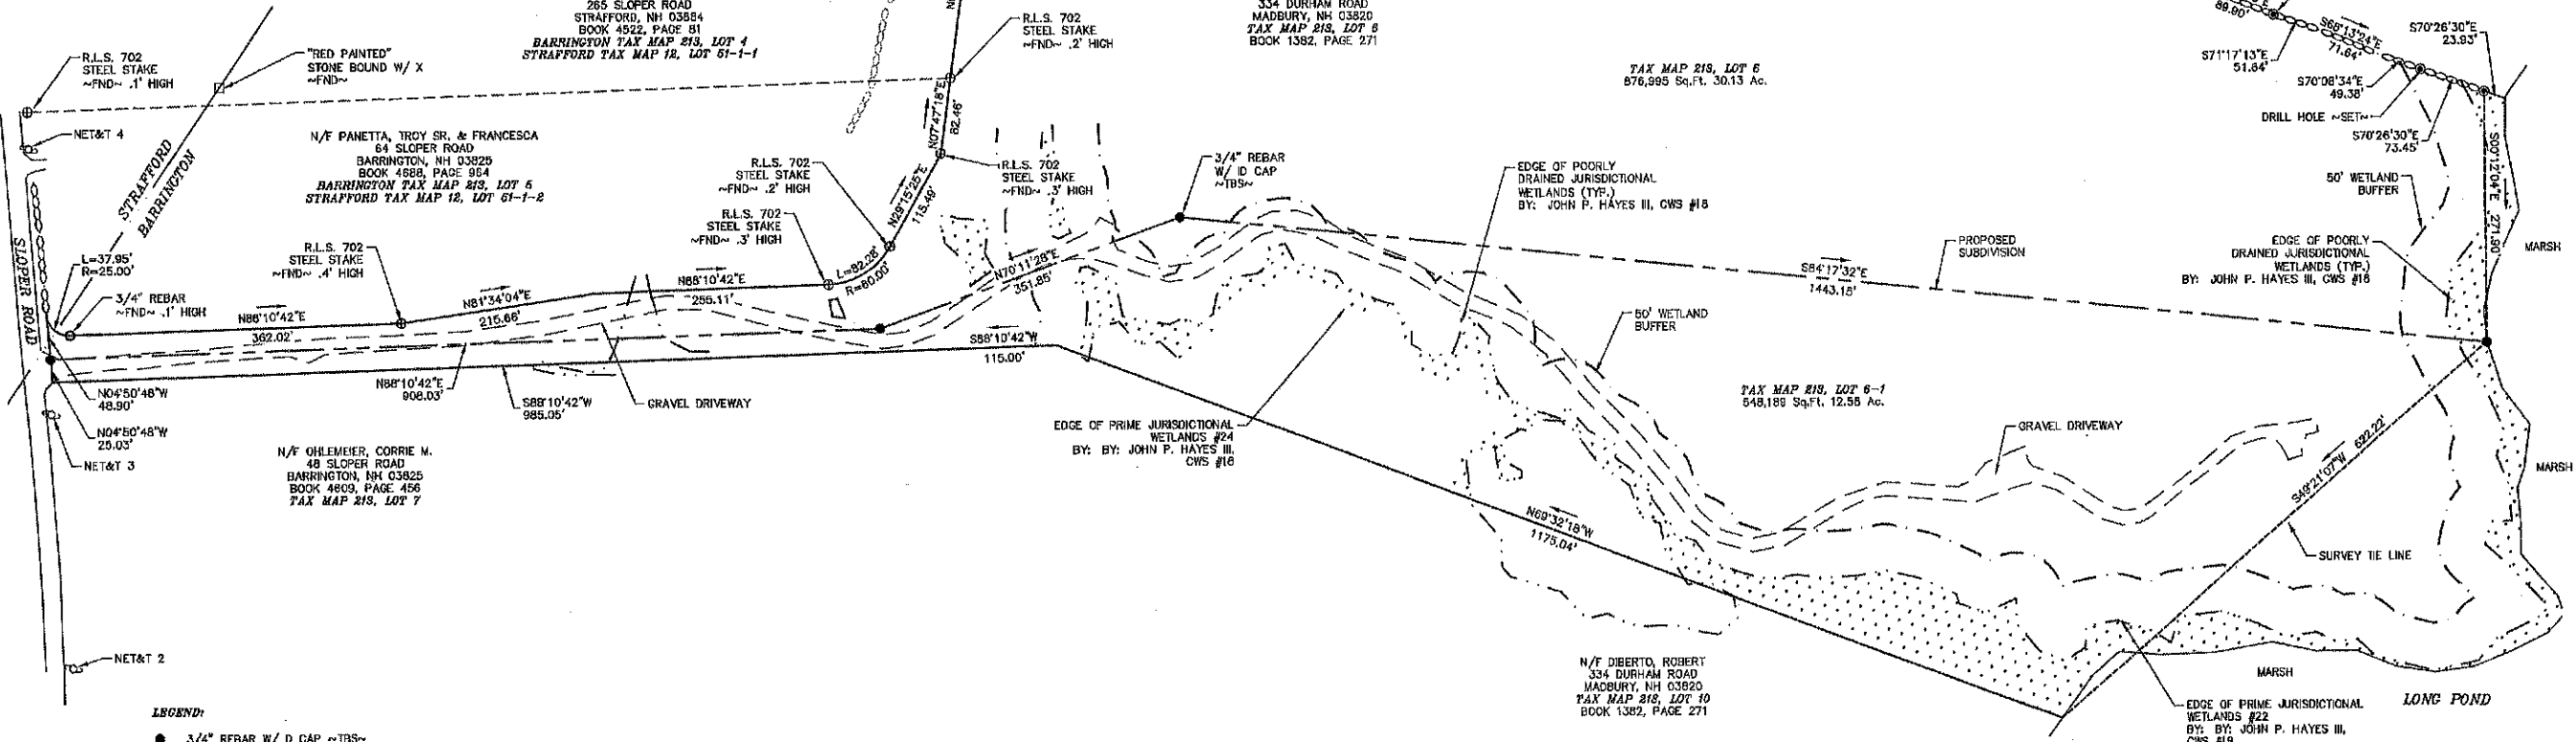 265 SLOPER ROAD
STRAFFORD, NH 03884
BOOK 4522, PAGE 81
BARRINGTON TAX MAP 213, LOT 4
STRAFFORD TAX MAP 12, LOT 61-1-1
334 DURHAM ROAD
MADBURY, NH 03820
TAX MAP 213, LOT 6
BOOK 1382, PAGE 271
R.L.S. 702
STEEL STAKE
~FND~ .2' HIGH
R.L.S. 702
STEEL STAKE
~FND~ .1' HIGH
"RED PAINTED"
STONE BOUND W/ X
~FND~
TAX MAP 213, LOT 6
876,995 Sq.Ft. 30.13 Ac.
89.90'
S68°13'24"E
71.64'
S70°26'30"E
23.93'
S71°17'13"E
51.64'
S70°08'34"E
49.38'
DRILL HOLE ~SET~
S70°26'30"E
73.45'
NET&T 4
N/F PANETTA, TROY SR. & FRANCESCA
64 SLOPER ROAD
BARRINGTON, NH 03825
BOOK 4688, PAGE 964
BARRINGTON TAX MAP 213, LOT 5
STRAFFORD TAX MAP 12, LOT 61-1-2
STRAFFORD
BARRINGTON
N07°47'18"E
82.46'
R.L.S. 702
STEEL STAKE
~FND~ .2' HIGH
R.L.S. 702
STEEL STAKE
~FND~ .3' HIGH
3/4" REBAR
W/ ID CAP
~TBS~
EDGE OF POORLY
DRAINED JURISDICTIONAL
WETLANDS (TYP.)
BY: JOHN P. HAYES III, CWS #18
50' WETLAND
BUFFER
S00°12'04"E 271.90'
N29°15'25"E
115.49'
R.L.S. 702
STEEL STAKE
~FND~ .3' HIGH
SLOPER ROAD
L=37.95'
R=25.00'
3/4" REBAR
~FND~ .1' HIGH
R.L.S. 702
STEEL STAKE
~FND~ .4' HIGH
L=82.28'
R=60.00'
PROPOSED
SUBDIVISION
EDGE OF POORLY
DRAINED JURISDICTIONAL
WETLANDS (TYP.)
BY: JOHN P. HAYES III, GWS #18
MARSH
N88°10'42"E
362.02'
N81°34'04"E
215.66'
N88°10'42"E
255.11'
N70°11'28"E
351.85'
S84°17'32"E
1443.15'
S88°10'42"W
115.00'
50' WETLAND
BUFFER
N04°50'48"W
48.90'
N04°50'48"W
25.03'
NET&T 3
N88°10'42"E
908.03'
S88°10'42"W
985.05'
GRAVEL DRIVEWAY
TAX MAP 213, LOT 6-1
548,189 Sq.Ft. 12.58 Ac.
EDGE OF PRIME JURISDICTIONAL
WETLANDS #24
BY: BY: JOHN P. HAYES III,
CWS #18
GRAVEL DRIVEWAY
N/F OHLEMEIER, CORRIE M.
48 SLOPER ROAD
BARRINGTON, NH 03825
BOOK 4609, PAGE 456
TAX MAP 213, LOT 7
S49°21'07"W 622.22'
MARSH
N69°32'18"W
1175.04'
SURVEY TIE LINE
NET&T 2
N/F DIBERTO, ROBERT
334 DURHAM ROAD
MADBURY, NH 03820
TAX MAP 213, LOT 10
BOOK 1382, PAGE 271
MARSH
LONG POND
EDGE OF PRIME JURISDICTIONAL
WETLANDS #22
BY: BY: JOHN P. HAYES III,
LEGEND:
3/4" REBAR W/ D CAP ~TBS~